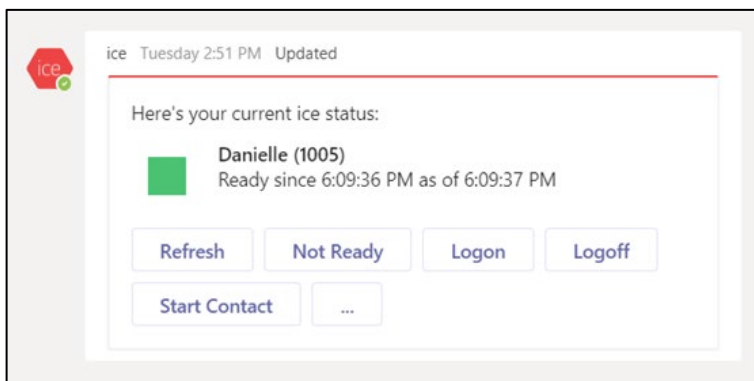 ice
ice Tuesday 2:51 PM Updated
Here's your current ice status:
Danielle (1005)
Ready since 6:09:36 PM as of 6:09:37 PM
Refresh Not Ready Logon Logoff
Start Contact ...